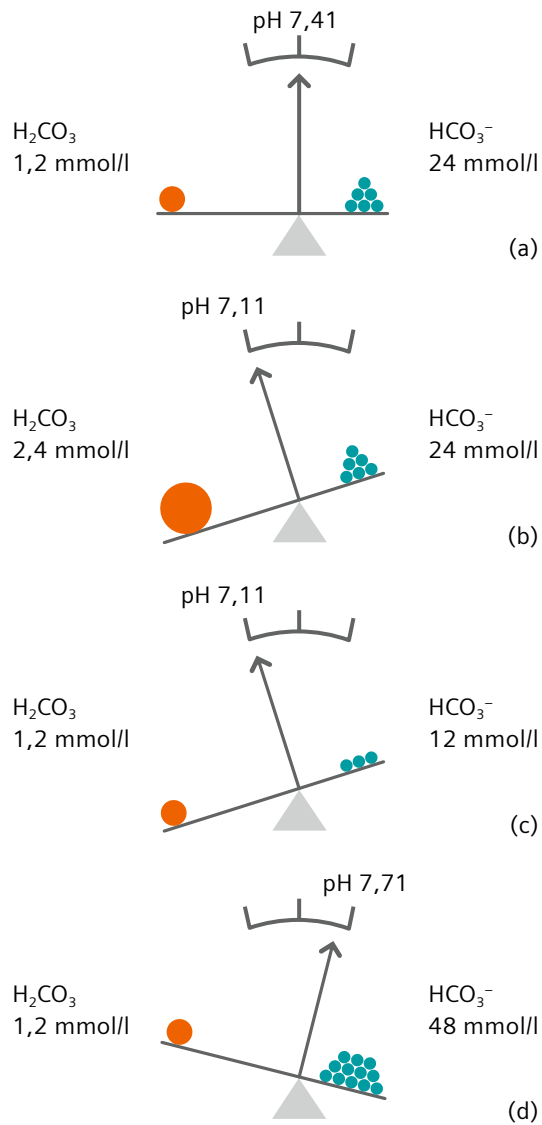 pH 7,41
H₂CO₃
1,2 mmol/l
HCO₃⁻
24 mmol/l
(a)
pH 7,11
H₂CO₃
2,4 mmol/l
HCO₃⁻
24 mmol/l
(b)
pH 7,11
H₂CO₃
1,2 mmol/l
HCO₃⁻
12 mmol/l
(c)
pH 7,71
H₂CO₃
1,2 mmol/l
HCO₃⁻
48 mmol/l
(d)